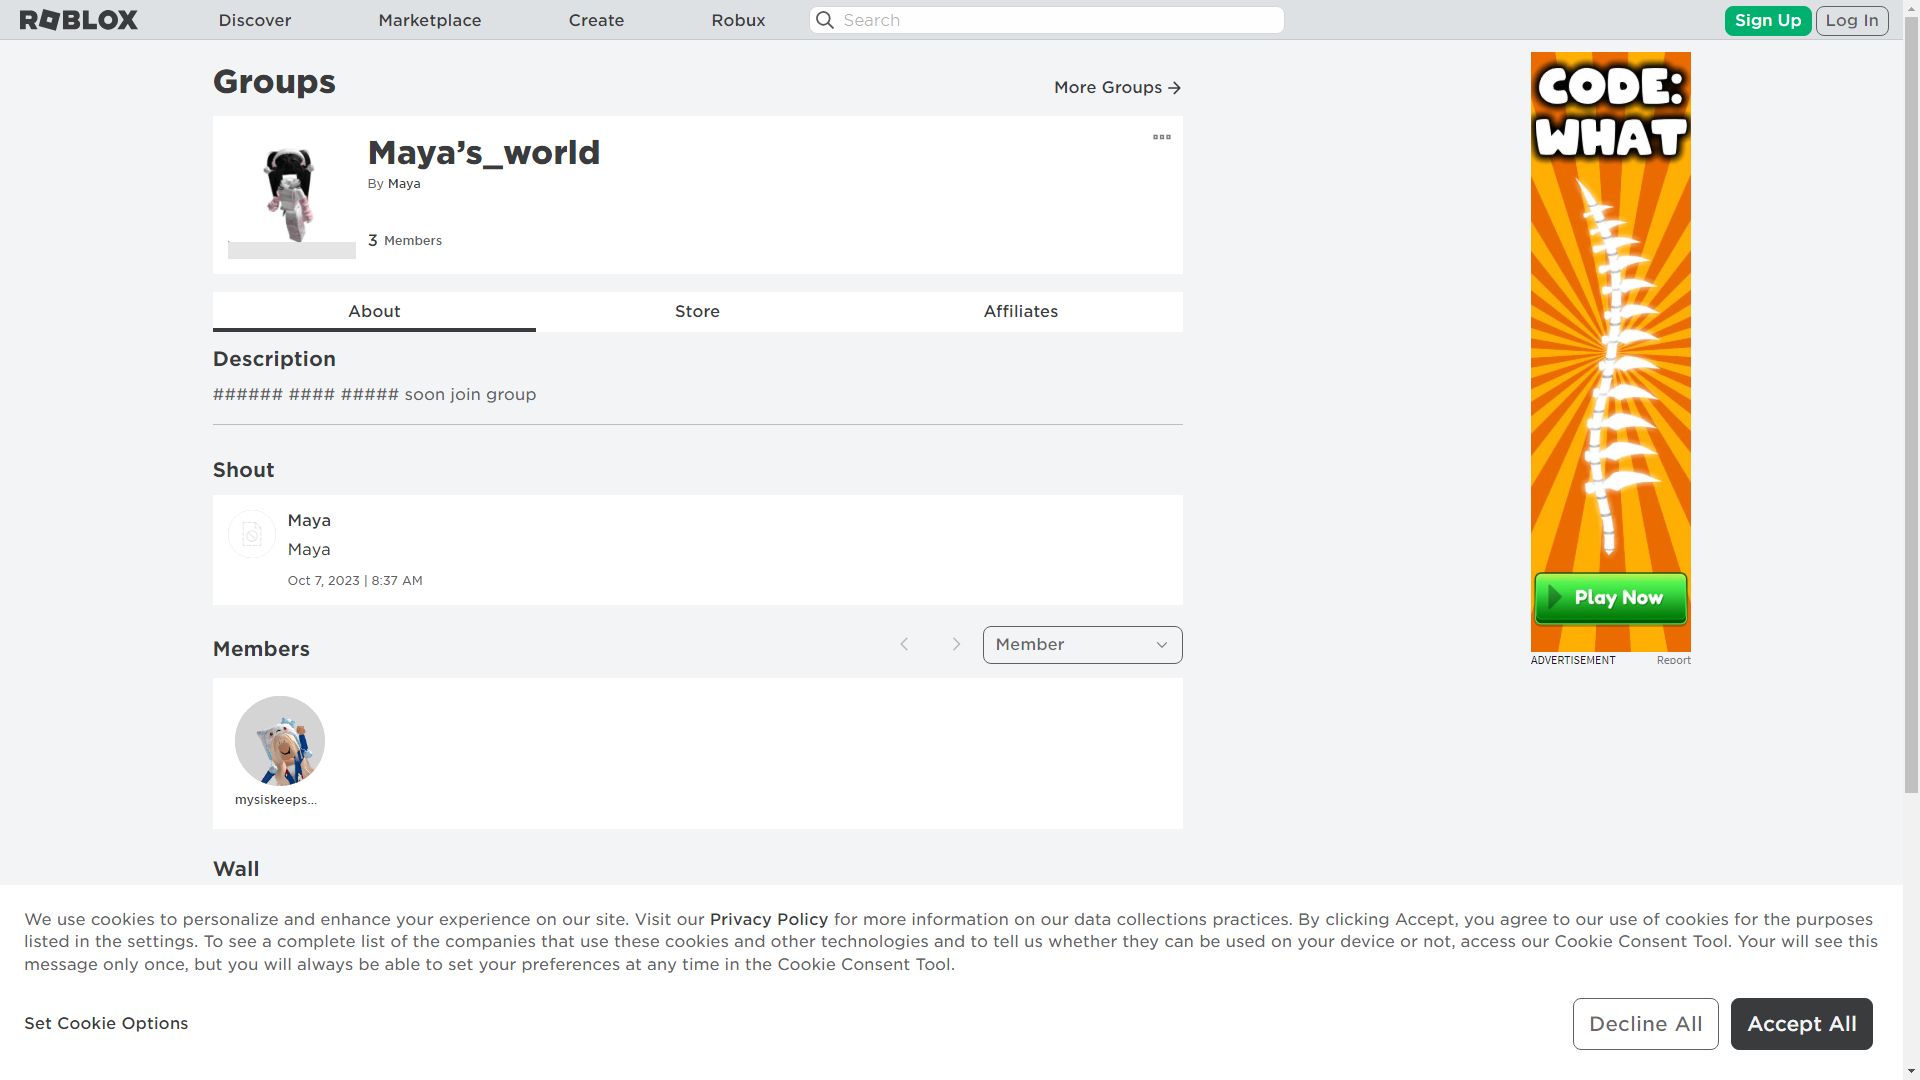 ROBLOX
Discover
Marketplace
Create
Robux
Search
Sign Up
Log In
Groups
More Groups
Maya’s_world
By Maya
3 Members
About
Store
Affiliates
Description
###### #### ##### soon join group
Shout
Maya
Maya
Oct 7, 2023 | 8:37 AM
Members
Member
mysiskeeps...
Wall
CODE:
WHAT
Play Now
ADVERTISEMENT
Report
We use cookies to personalize and enhance your experience on our site. Visit our Privacy Policy for more information on our data collections practices. By clicking Accept, you agree to our use of cookies for the purposes
listed in the settings. To see a complete list of the companies that use these cookies and other technologies and to tell us whether they can be used on your device or not, access our Cookie Consent Tool. Your will see this
message only once, but you will always be able to set your preferences at any time in the Cookie Consent Tool.
Set Cookie Options
Decline All
Accept All